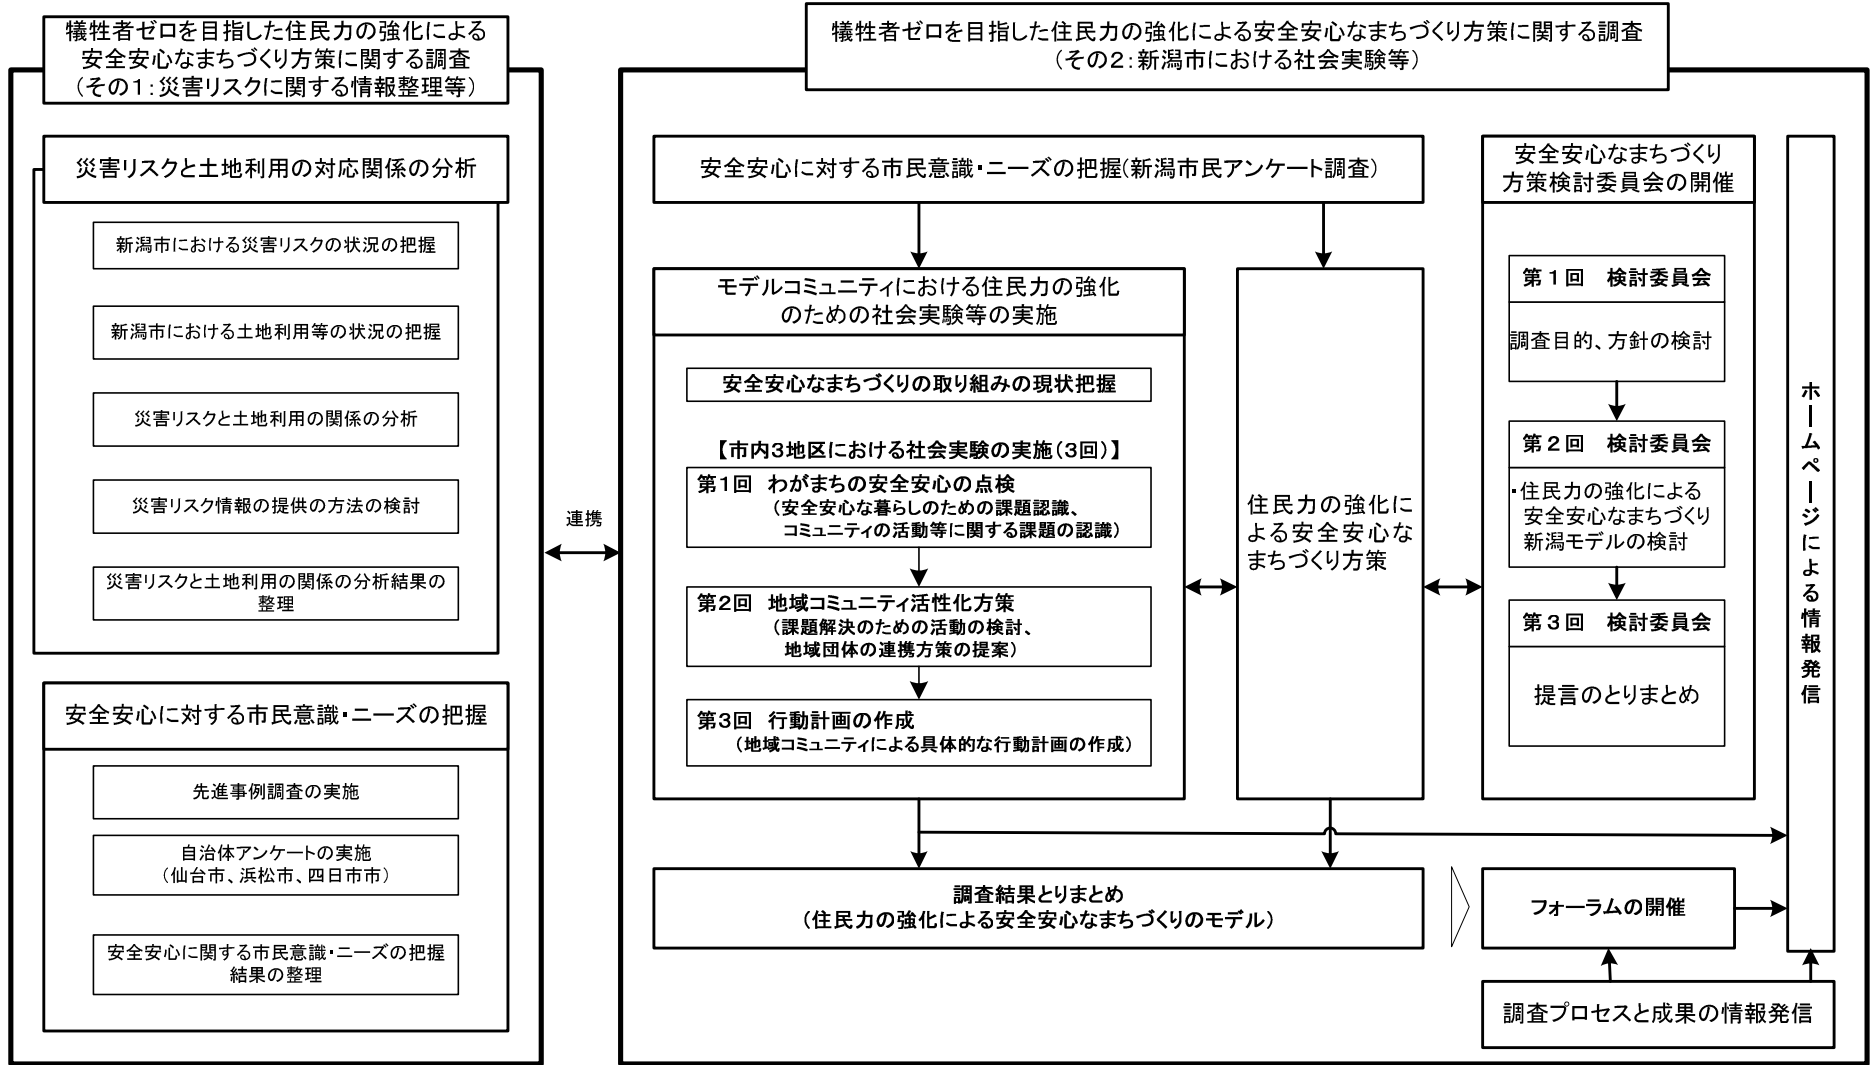 犠牲者ゼロを目指した住民力の強化による
安全安心なまちづくり方策に関する調査
（その１：災害リスクに関する情報整理等）
災害リスクと土地利用の対応関係の分析
新潟市における災害リスクの状況の把握
新潟市における土地利用等の状況の把握
災害リスクと土地利用の関係の分析
災害リスク情報の提供の方法の検討
災害リスクと土地利用の関係の分析結果の
整理
安全安心に対する市民意識・ニーズの把握
先進事例調査の実施
自治体アンケートの実施
（仙台市、浜松市、四日市市）
安全安心に関する市民意識・ニーズの把握
結果の整理
連携
犠牲者ゼロを目指した住民力の強化による安全安心なまちづくり方策に関する調査
（その２：新潟市における社会実験等）
安全安心に対する市民意識・ニーズの把握（新潟市民アンケート調査）
モデルコミュニティにおける住民力の強化
のための社会実験等の実施
安全安心なまちづくりの取り組みの現状把握
【市内３地区における社会実験の実施（３回）】
第１回　わがまちの安全安心の点検
（安全安心な暮らしのための課題認識、
コミュニティの活動等に関する課題の認識）
第２回　地域コミュニティ活性化方策
（課題解決のための活動の検討、
地域団体の連携方策の提案）
第３回　行動計画の作成
（地域コミュニティによる具体的な行動計画の作成）
住民力の強化に
よる安全安心な
まちづくり方策
安全安心なまちづくり
方策検討委員会の開催
第１回　検討委員会
調査目的、方針の検討
第２回　検討委員会
・住民力の強化による
安全安心なまちづくり
新潟モデルの検討
第３回　検討委員会
提言のとりまとめ
ホームページによる情報発信
調査結果とりまとめ
（住民力の強化による安全安心なまちづくりのモデル）
フォーラムの開催
調査プロセスと成果の情報発信